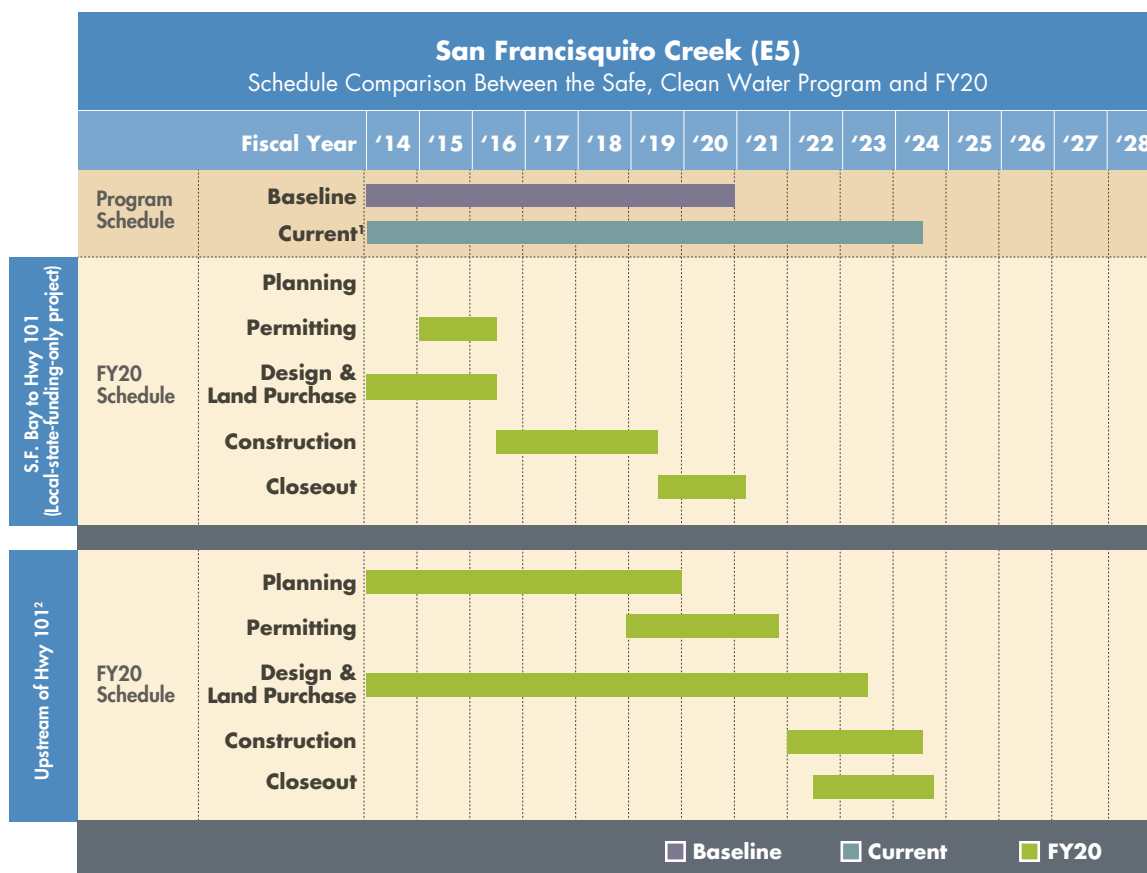 San Francisquito Creek (E5)
Schedule Comparison Between the Safe, Clean Water Program and FY20
Fiscal Year ‘14 ‘15 ‘16 ‘17 ‘18 ‘19 ‘20 ‘21 ‘22 ‘23 ‘24 ‘25 ‘26 ‘27 ‘28
Program
Schedule
Baseline
Current¹
S.F. Bay to Hwy 101
(Local-state-funding-only project)
FY20
Schedule
Planning
Permitting
Design &
Land Purchase
Construction
Closeout
Upstream of Hwy 101²
FY20
Schedule
Planning
Permitting
Design &
Land Purchase
Construction
Closeout
Baseline Current FY20